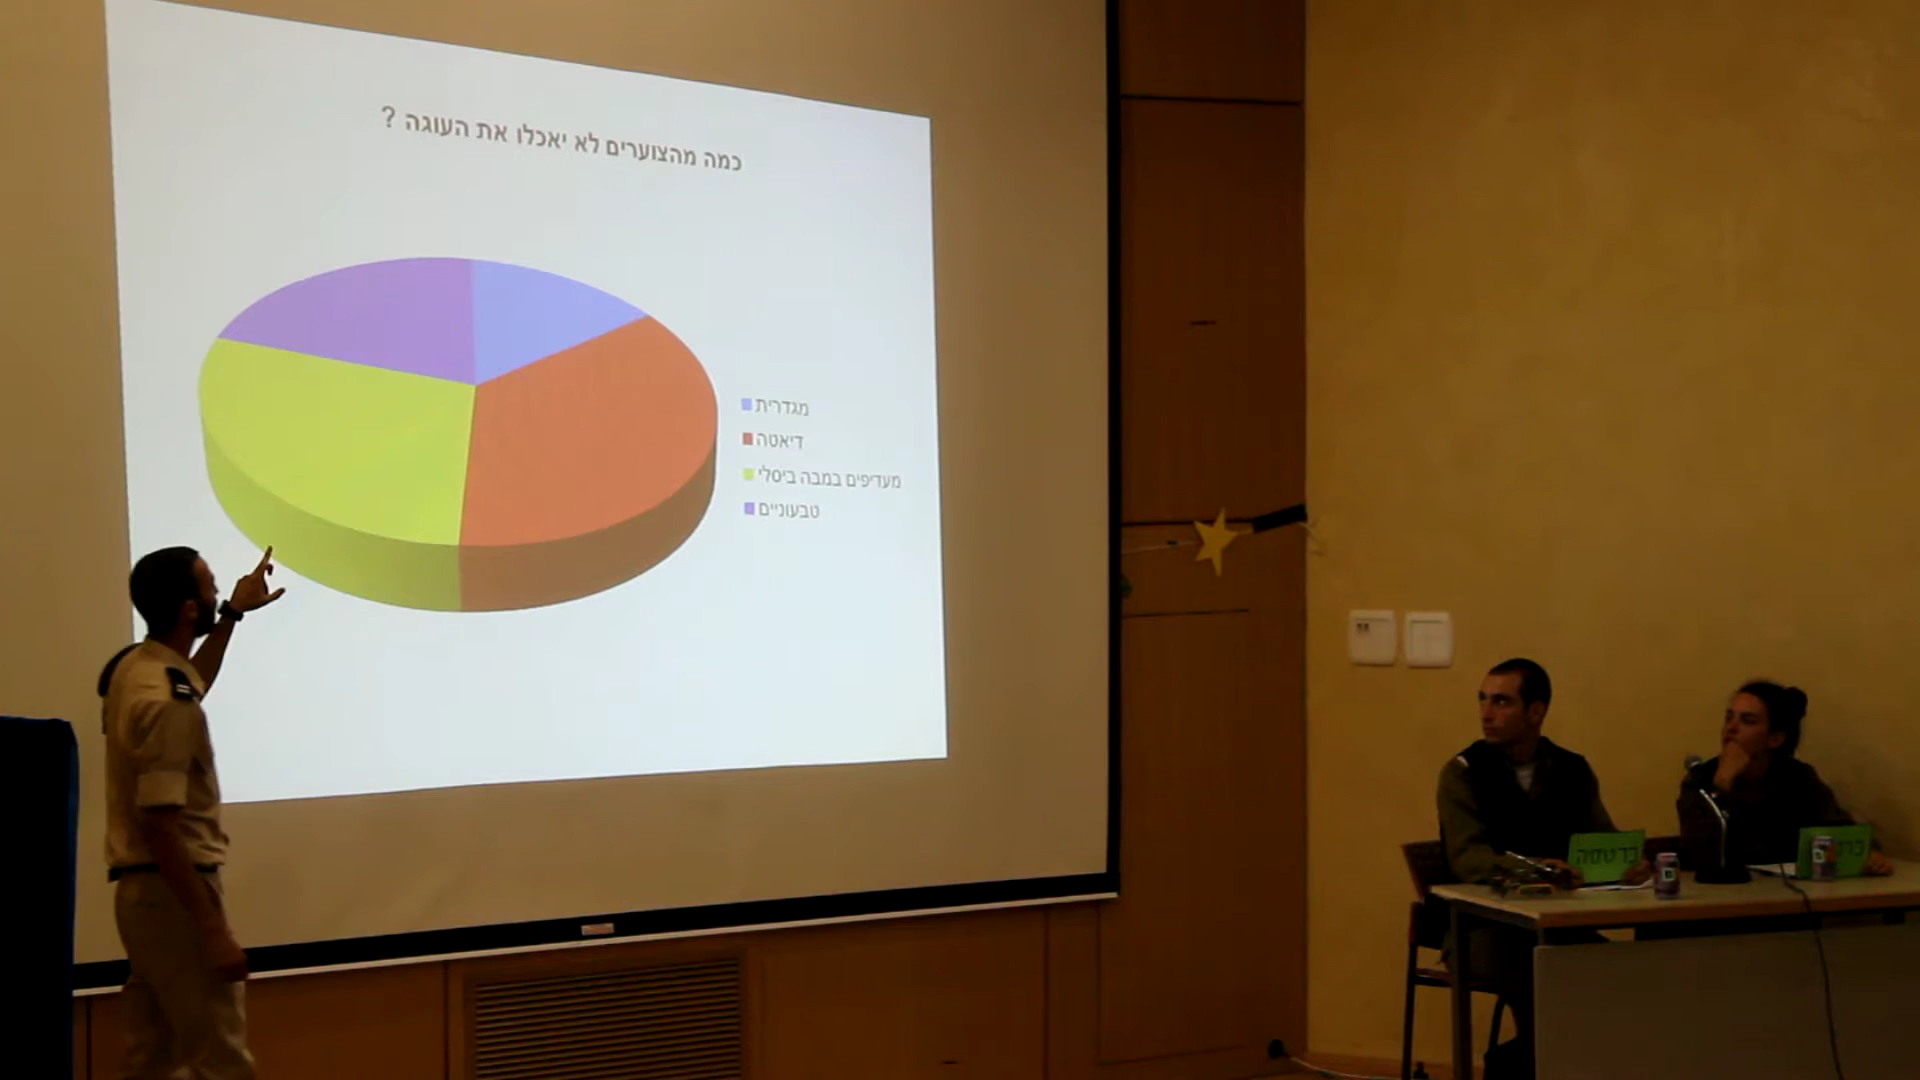 כמה מהצוערים לא יאכלו את העוגה ?
מגדרית
דיאטה
מעדיפים במבה ביסלי
טבעוניים